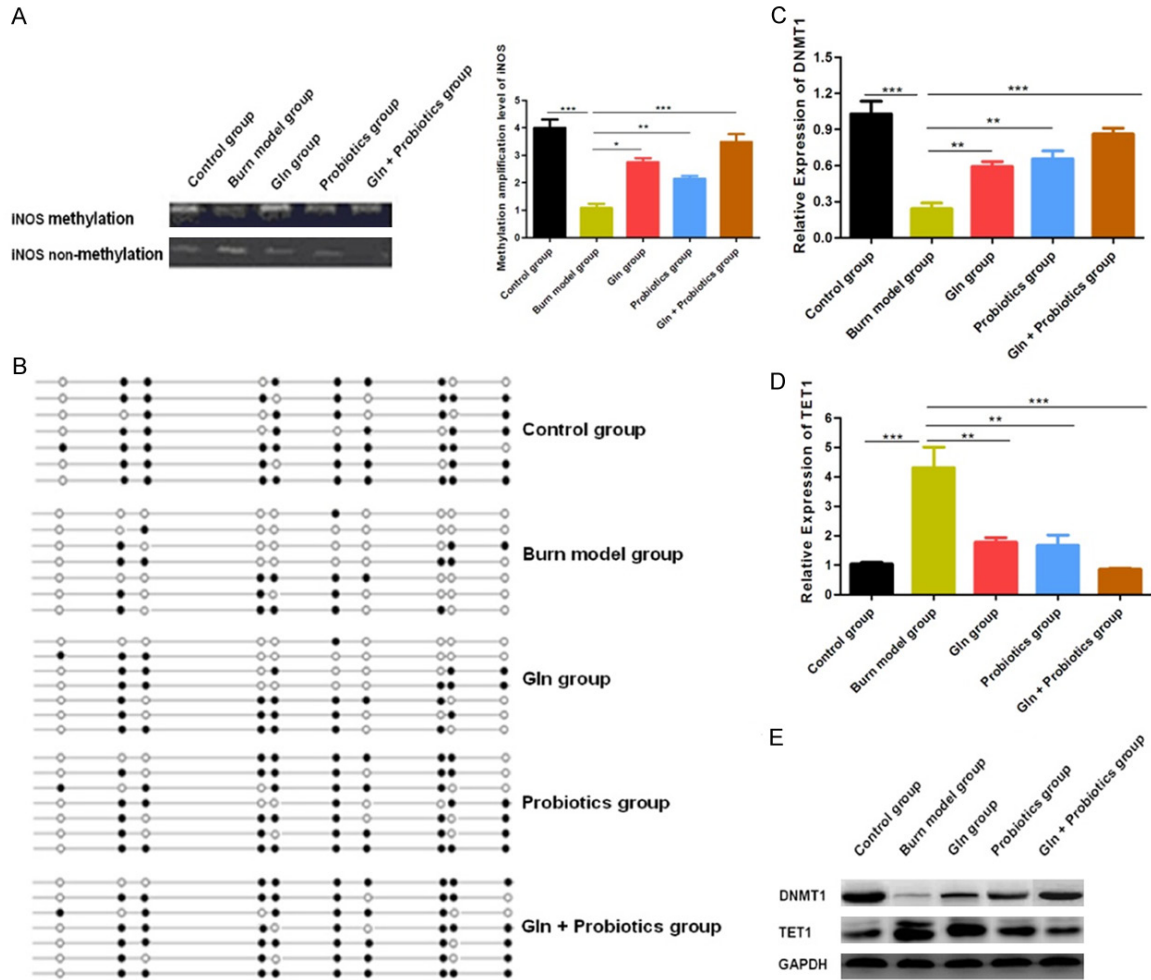 A
Control group
Burn model group
Gln group
Probiotics group
Gln + Probiotics group
iNOS methylation
iNOS non-methylation
Methylation amplification level of iNOS
5
4
3
2
1
0
***
***
**
*
Control group
Burn model group
Gln group
Probiotics group
Gln + Probiotics group
B
Control group
Burn model group
Gln group
Probiotics group
Gln + Probiotics group
C
Relative Expression of DNMT1
1.5
1.2
0.9
0.6
0.3
0.0
***
***
**
**
Control group
Burn model group
Gln group
Probiotics group
Gln + Probiotics group
D
Relative Expression of TET1
6
5
4
3
2
1
0
***
**
***
**
Control group
Burn model group
Gln group
Probiotics group
Gln + Probiotics group
E
Control group
Burn model group
Gln group
Probiotics group
Gln + Probiotics group
DNMT1
TET1
GAPDH